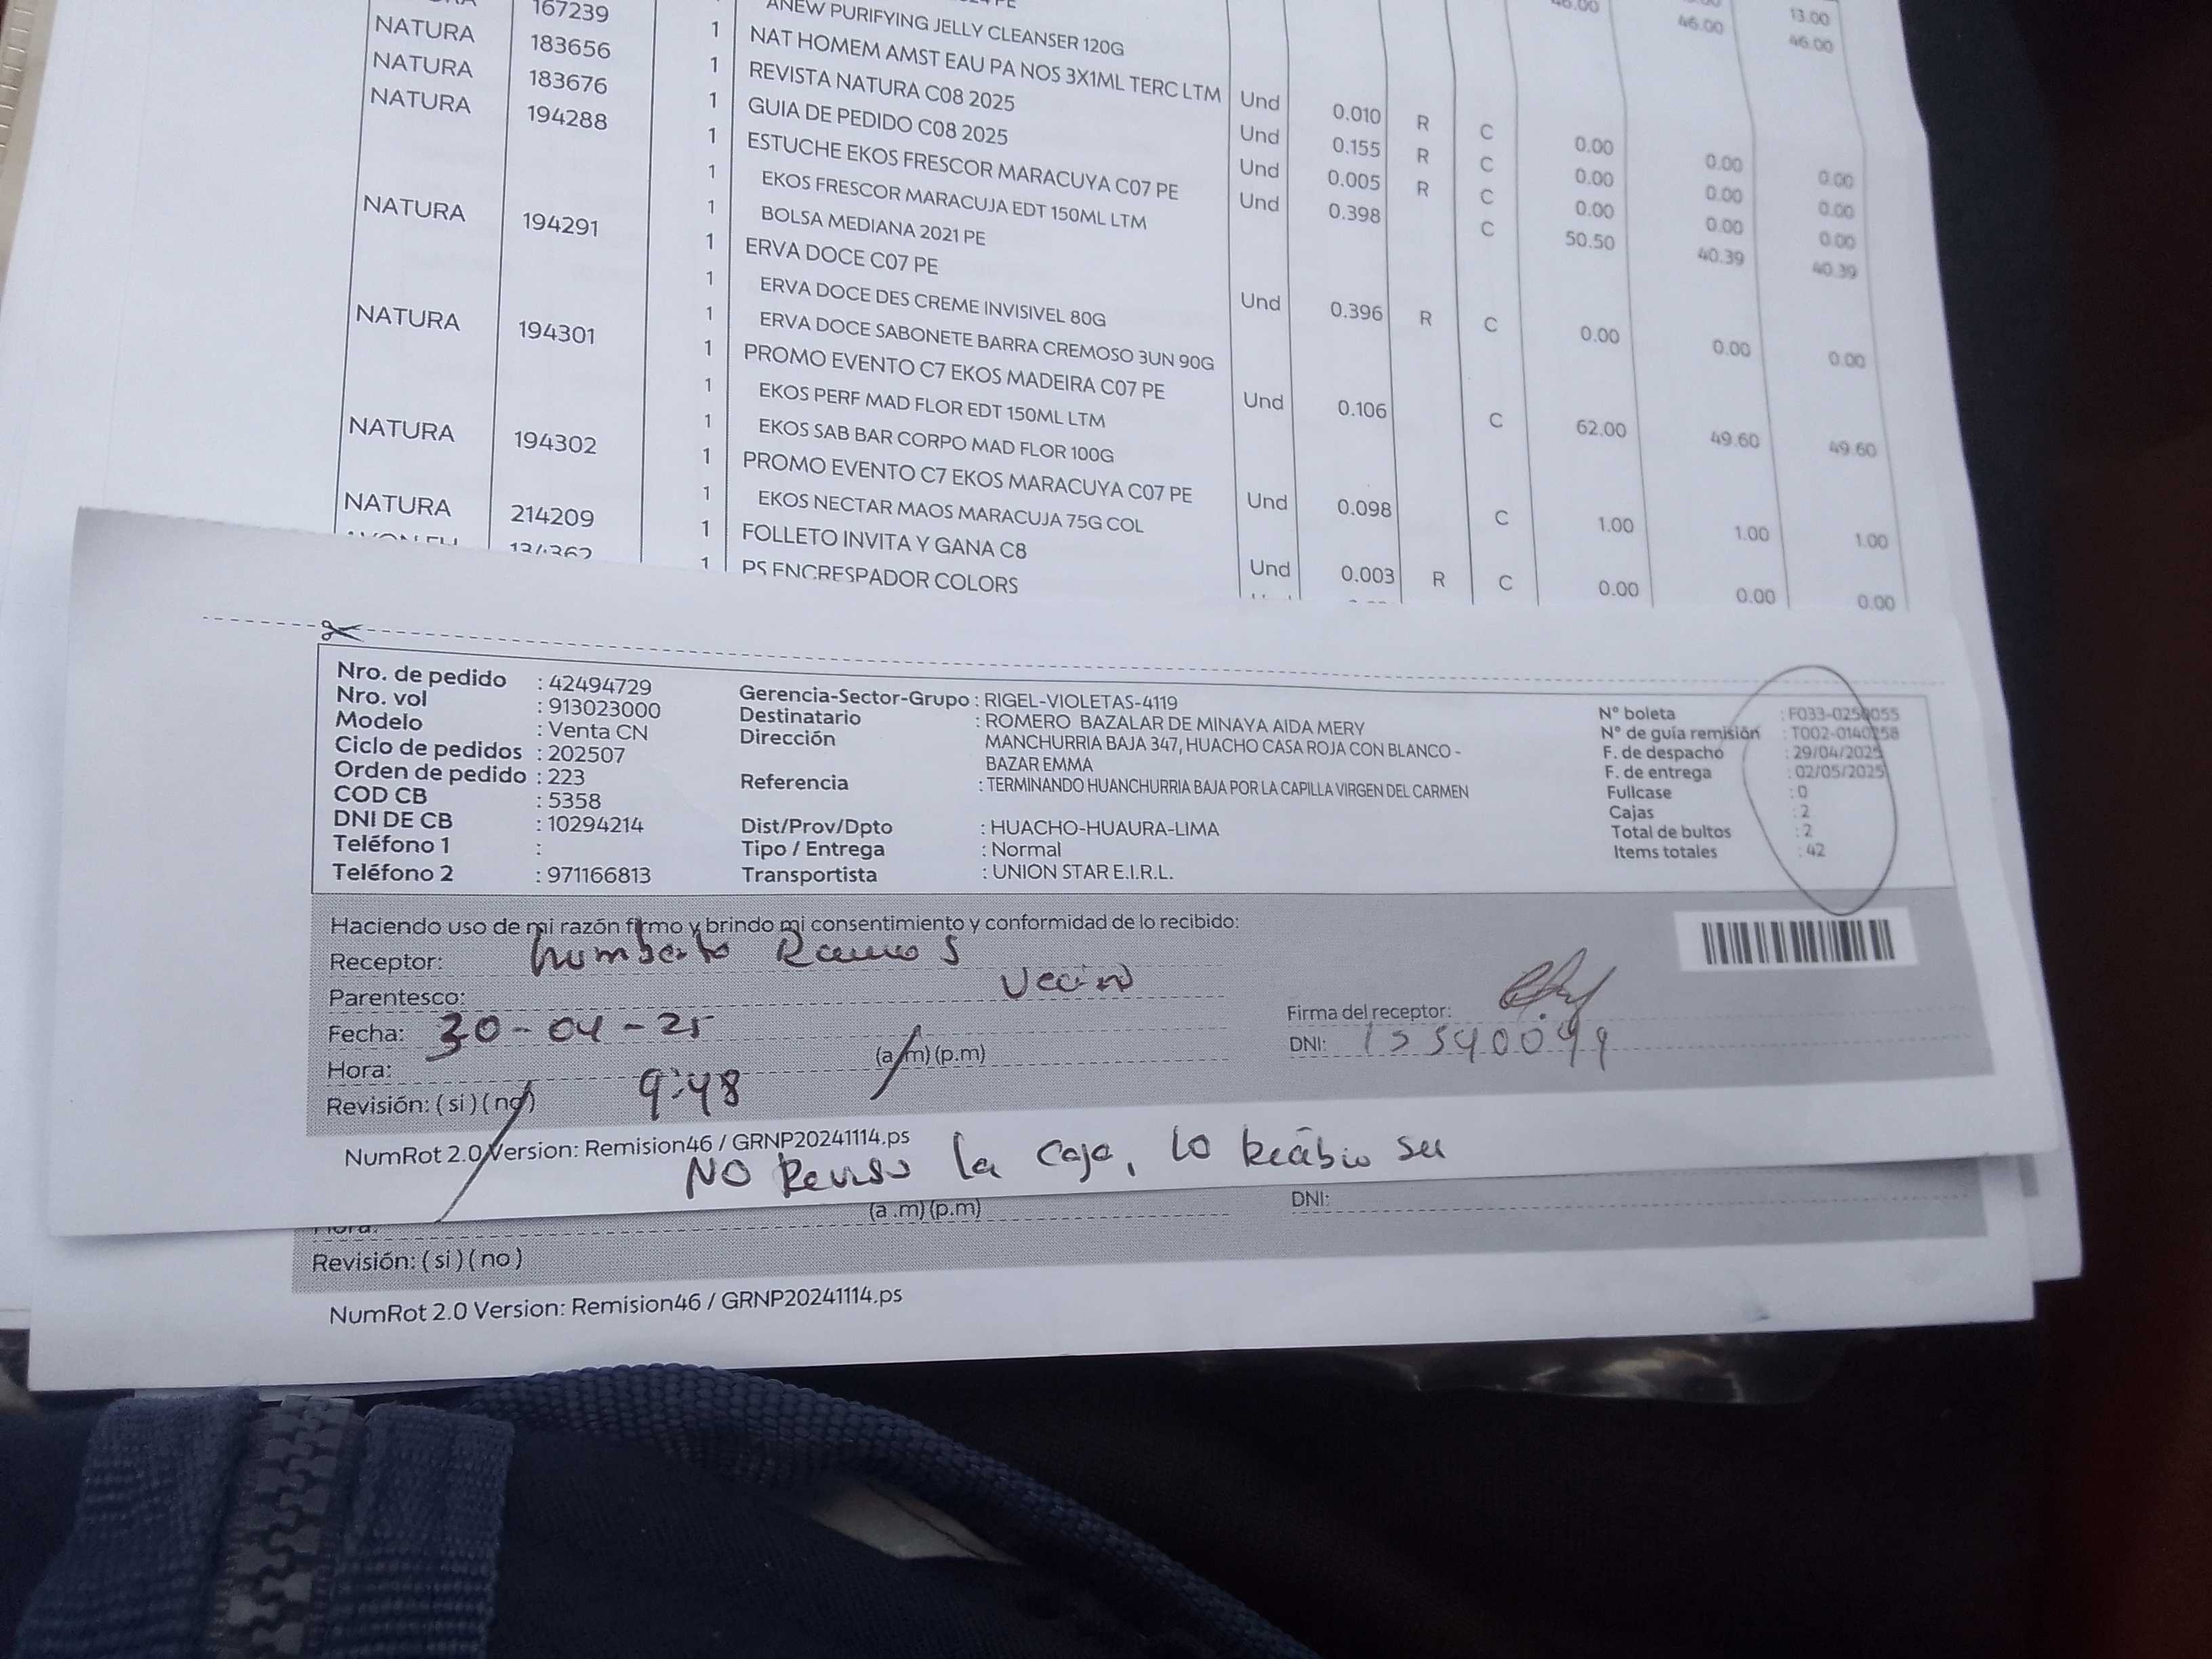 167239 ANEW PURIFYING JELLY CLEANSER 120G 46.00 46.00 13.00
46.00
NATURA 183656 1 NAT HOMEM AMST EAU PA NOS 3X1ML TERC LTM Und 0.010 R C 0.00 0.00 0.00
NATURA 183676 1 REVISTA NATURA C08 2025 Und 0.155 R C 0.00 0.00 0.00
NATURA 194288 1 GUIA DE PEDIDO C08 2025 Und 0.005 R C 0.00 0.00 0.00
1 ESTUCHE EKOS FRESCOR MARACUYA C07 PE Und 0.398 C 50.50 40.39 40.39
1 EKOS FRESCOR MARACUJA EDT 150ML LTM
1 BOLSA MEDIANA 2021 PE
NATURA 194291 1 ERVA DOCE C07 PE Und 0.396 R C 0.00 0.00 0.00
1 ERVA DOCE DES CREME INVISIVEL 80G
1 ERVA DOCE SABONETE BARRA CREMOSO 3UN 90G
NATURA 194301 1 PROMO EVENTO C7 EKOS MADEIRA C07 PE Und 0.106 C 62.00 49.60 49.60
1 EKOS PERF MAD FLOR EDT 150ML LTM
1 EKOS SAB BAR CORPO MAD FLOR 100G
NATURA 194302 1 PROMO EVENTO C7 EKOS MARACUYA C07 PE Und 0.098 C 1.00 1.00 1.00
1 EKOS NECTAR MAOS MARACUJA 75G COL
NATURA 214209 1 FOLLETO INVITA Y GANA C8 Und 0.003 R C 0.00 0.00 0.00
1 PS ENCRESPADOR COLORS
Nro. de pedido : 42494729
Nro. vol : 913023000
Modelo : Venta CN
Ciclo de pedidos : 202507
Orden de pedido : 223
COD CB : 5358
DNI DE CB : 10294214
Teléfono 1 :
Teléfono 2 : 971166813
Gerencia-Sector-Grupo : RIGEL-VIOLETAS-4119
Destinatario : ROMERO BAZALAR DE MINAYA AIDA MERY
Dirección MANCHURRIA BAJA 347, HUACHO CASA ROJA CON BLANCO -
BAZAR EMMA
Referencia : TERMINANDO HUANCHURRIA BAJA POR LA CAPILLA VIRGEN DEL CARMEN
Dist/Prov/Dpto : HUACHO-HUAURA-LIMA
Tipo / Entrega : Normal
Transportista : UNION STAR E.I.R.L.
N° boleta
N° de guía remisión : T002-0140258
F. de despacho : 29/04/2025
F. de entrega : 02/05/2025
Fullcase : 0
Cajas : 2
Total de bultos : 2
Items totales : 42
Haciendo uso de mi razón firmo y brindo mi consentimiento y conformidad de lo recibido:
Receptor: Humberto Ramos
Parentesco: Vecino
Fecha: 30-04-25
Hora: 9:48 (a.m) (p.m)
Revisión: (si) (no)
Firma del receptor:
DNI:
NumRot 2.0 Version: Remision46 / GRNP20241114.ps
NO Reviso la caja, lo Recibio su
(a .m) (p.m)
DNI:
Revisión: (si) (no)
NumRot 2.0 Version: Remision46 / GRNP20241114.ps